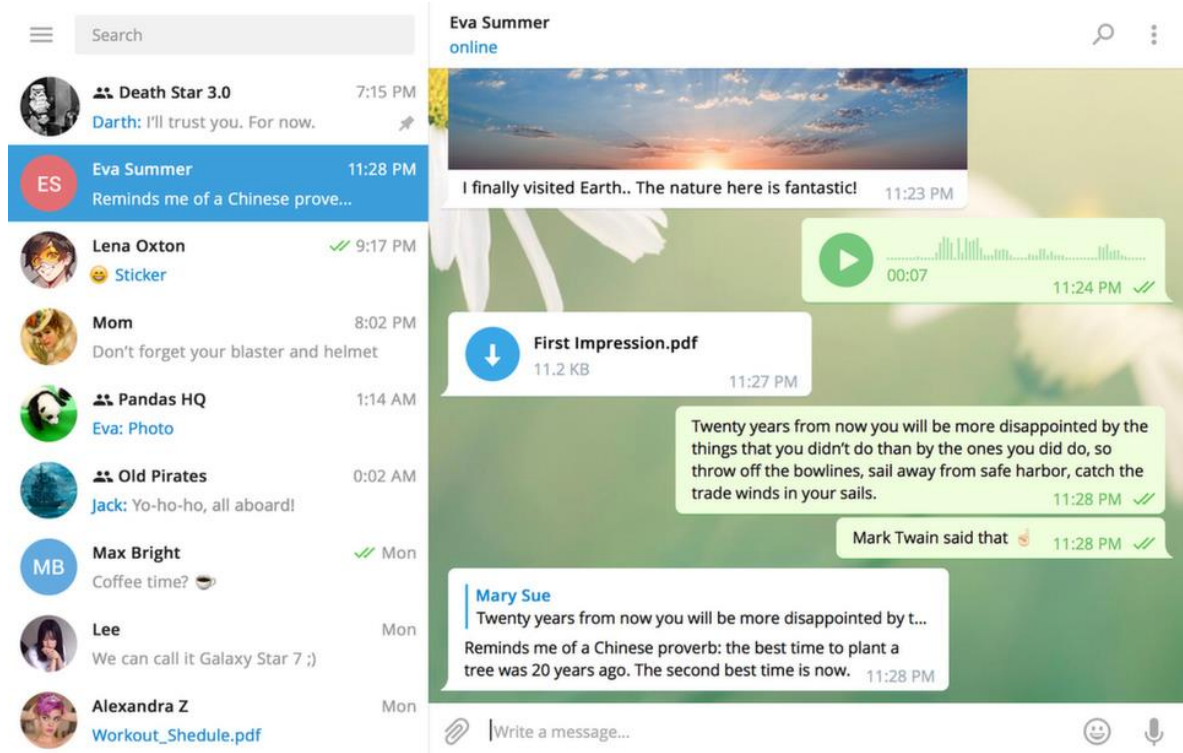 Search
Death Star 3.0 7:15 PM
Darth: I'll trust you. For now.
ES
Eva Summer 11:28 PM
Reminds me of a Chinese prove...
Lena Oxton 9:17 PM
😀 Sticker
Mom 8:02 PM
Don't forget your blaster and helmet
Pandas HQ 1:14 AM
Eva: Photo
Old Pirates 0:02 AM
Jack: Yo-ho-ho, all aboard!
MB
Max Bright Mon
Coffee time? ☕
Lee Mon
We can call it Galaxy Star 7 ;)
Alexandra Z Mon
Workout_Shedule.pdf
Eva Summer
online
I finally visited Earth.. The nature here is fantastic! 11:23 PM
00:07
11:24 PM
First Impression.pdf
11.2 KB
11:27 PM
Twenty years from now you will be more disappointed by the
things that you didn't do than by the ones you did do, so
throw off the bowlines, sail away from safe harbor, catch the
trade winds in your sails. 11:28 PM
Mark Twain said that ☝🏻 11:28 PM
Mary Sue
Twenty years from now you will be more disappointed by t...
Reminds me of a Chinese proverb: the best time to plant a
tree was 20 years ago. The second best time is now. 11:28 PM
Write a message...